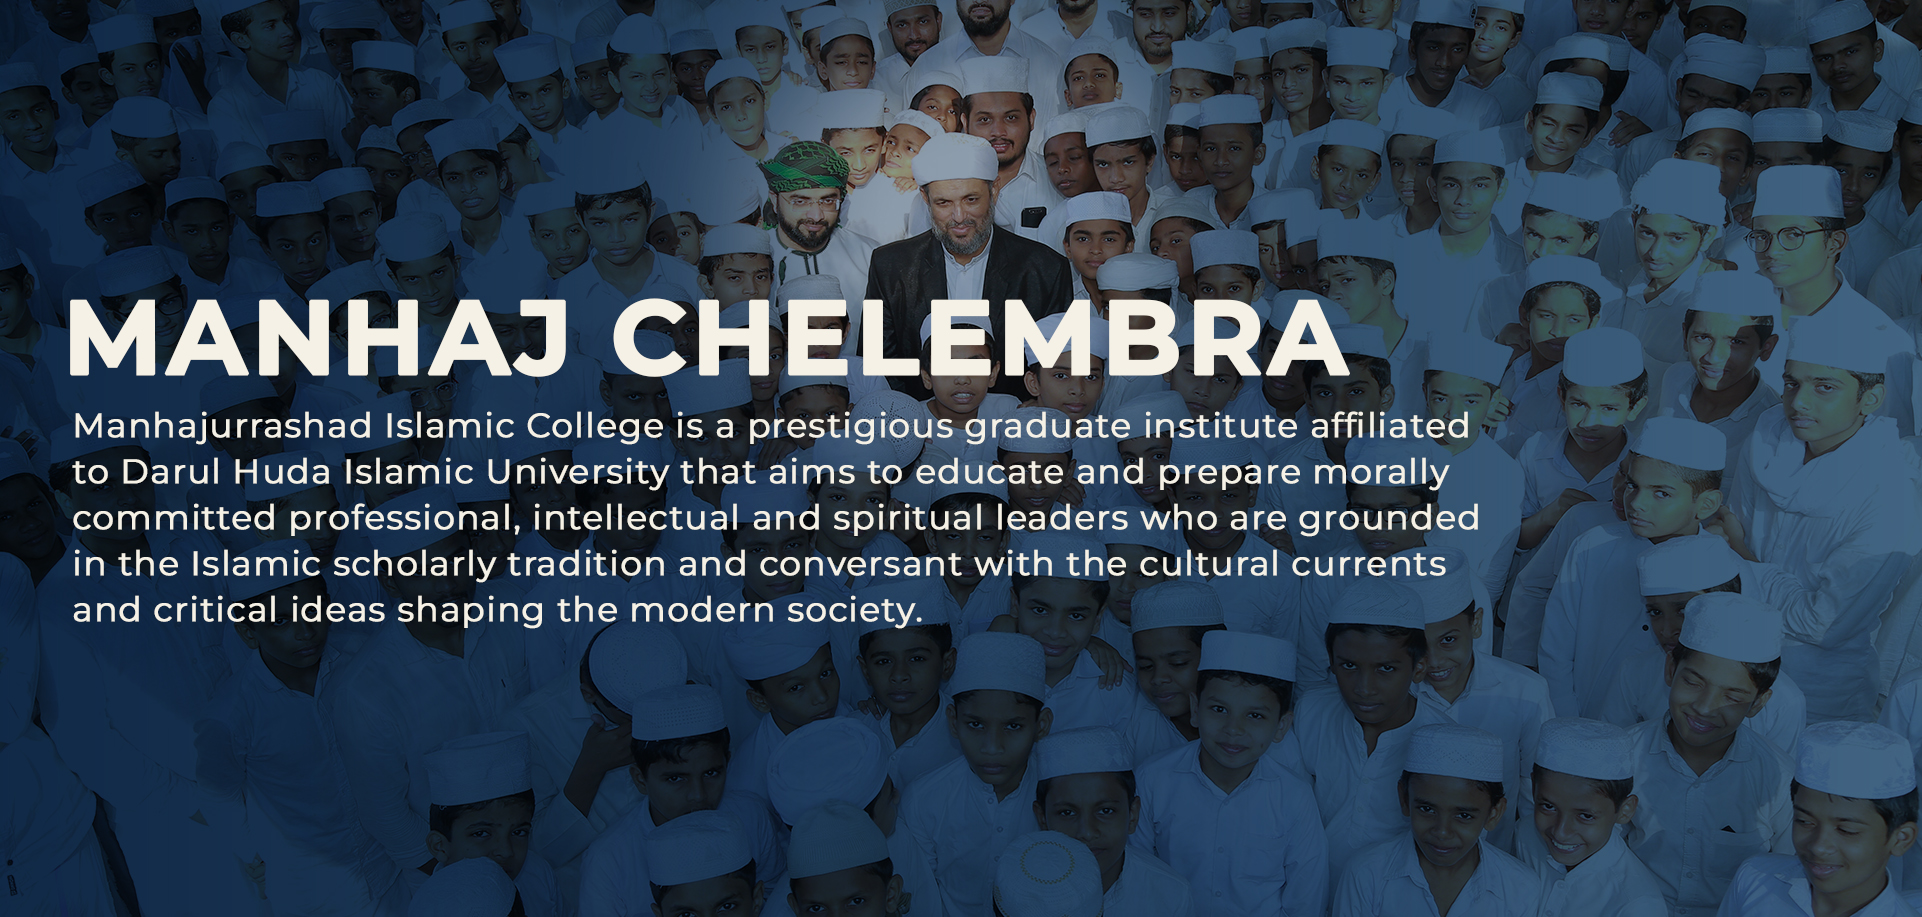 MANHAJ CHELEMBRA
Manhajurrashad Islamic College is a prestigious graduate institute affiliated
to Darul Huda Islamic University that aims to educate and prepare morally
committed professional, intellectual and spiritual leaders who are grounded
in the Islamic scholarly tradition and conversant with the cultural currents
and critical ideas shaping the modern society.